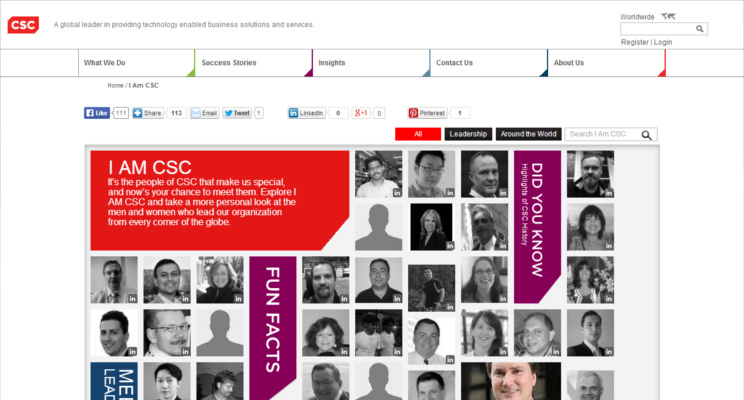 CSC
A global leader in providing technology enabled business solutions and services.
Worldwide
Register | Login
What We Do
Success Stories
Insights
Contact Us
About Us
Home / I Am CSC
Like 111
Share 113
Email
Tweet 1
LinkedIn 0
+1 0
Pinterest 1
All
Leadership
Around the World
Search I Am CSC
I AM CSC
It's the people of CSC that make us special,
and now's your chance to meet them. Explore I
AM CSC and take a more personal look at the
men and women who lead our organization
from every corner of the globe.
DID YOU KNOW
Highlights of CSC History
FUN FACTS